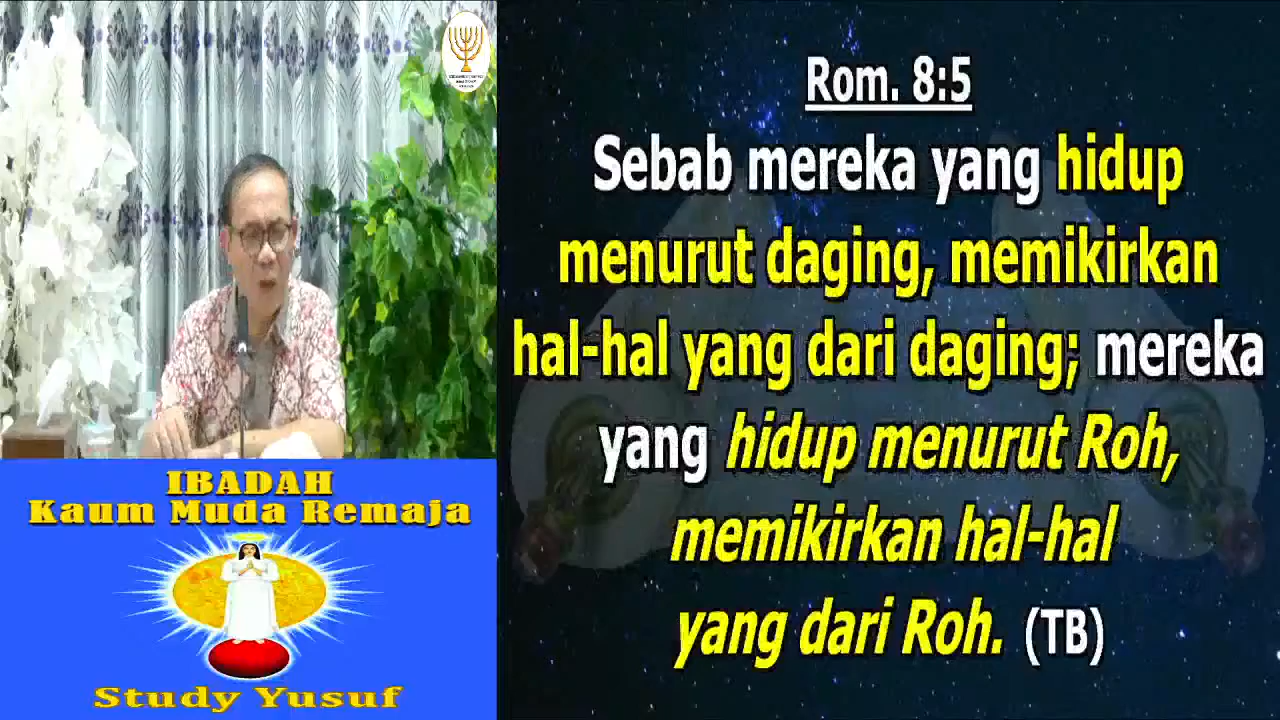 Rom. 8:5
Sebab mereka yang hidup
menurut daging, memikirkan
hal-hal yang dari daging; mereka
yang hidup menurut Roh,
memikirkan hal-hal
yang dari Roh. (TB)
IBADAH
Kaum Muda Remaja
Study Yusuf